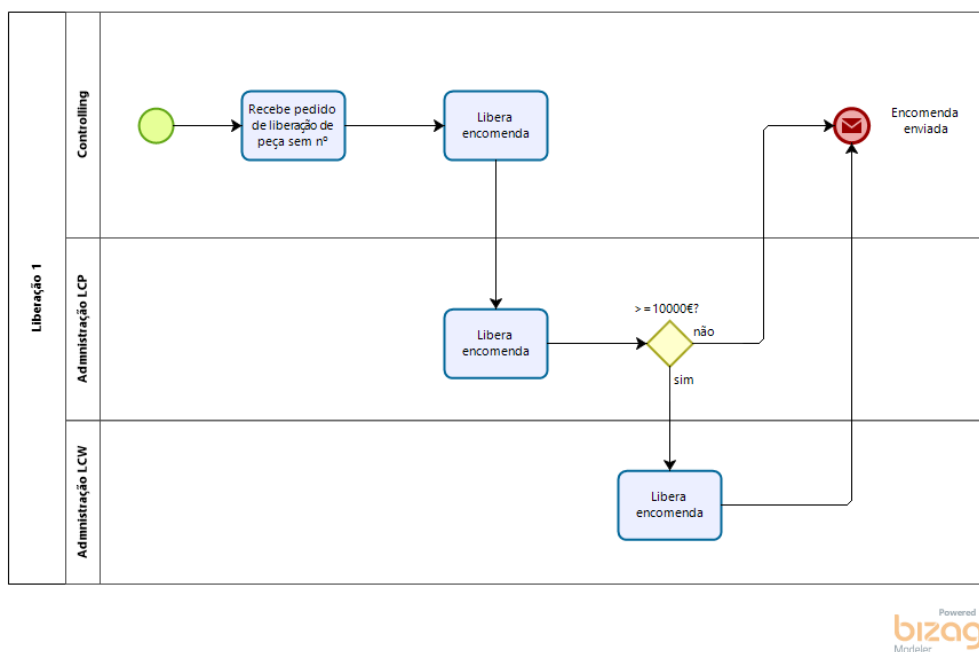 Liberação 1
Controlling
Recebe pedido
de liberação de
peça sem nº
Libera
encomenda
Encomenda
enviada
Admnistração LCP
Libera
encomenda
>=10000€?
não
sim
Admnistração LCW
Libera
encomenda
Powered
bizag
Modeler